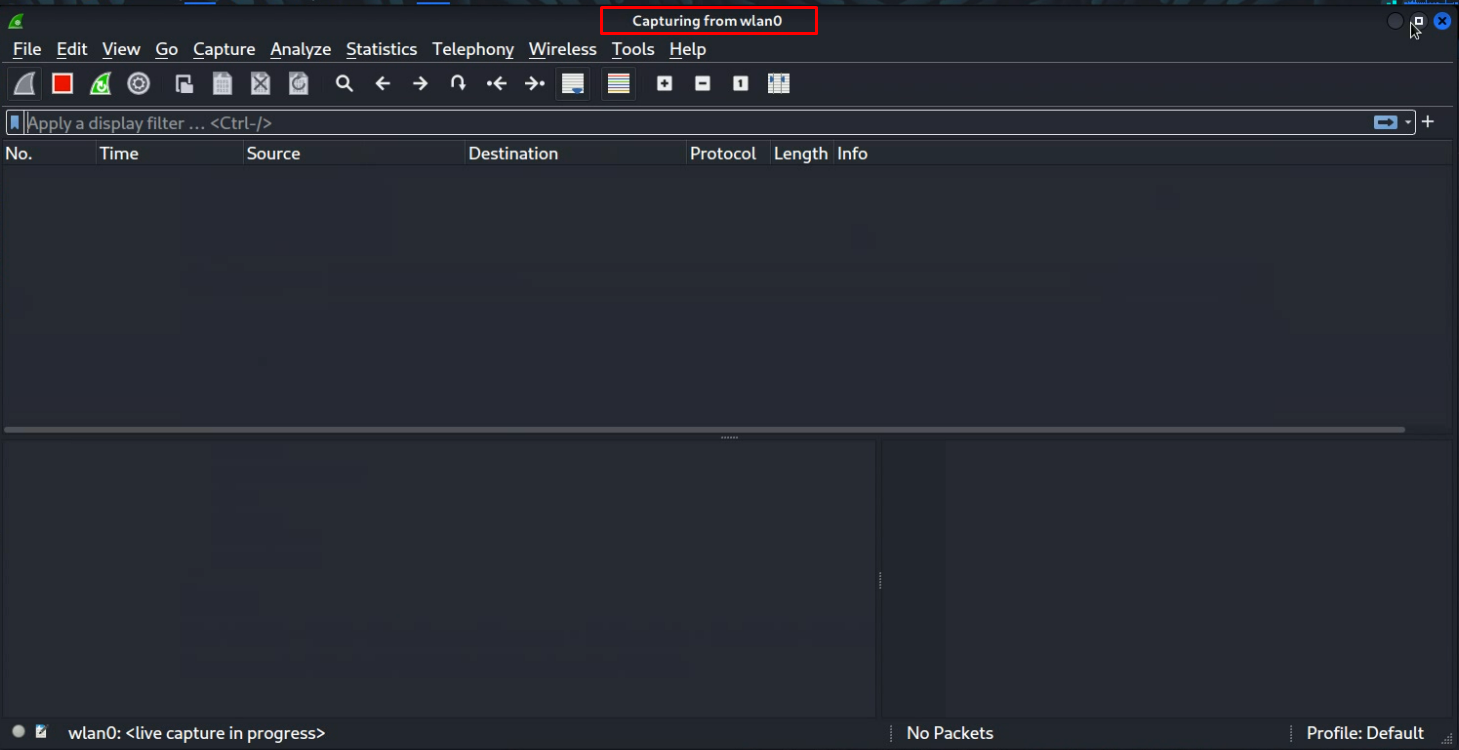 Capturing from wlan0
File Edit View Go Capture Analyze Statistics Telephony Wireless Tools Help
1
Apply a display filter ... <Ctrl-/>
No. Time Source Destination Protocol Length Info
wlan0: <live capture in progress> No Packets Profile: Default